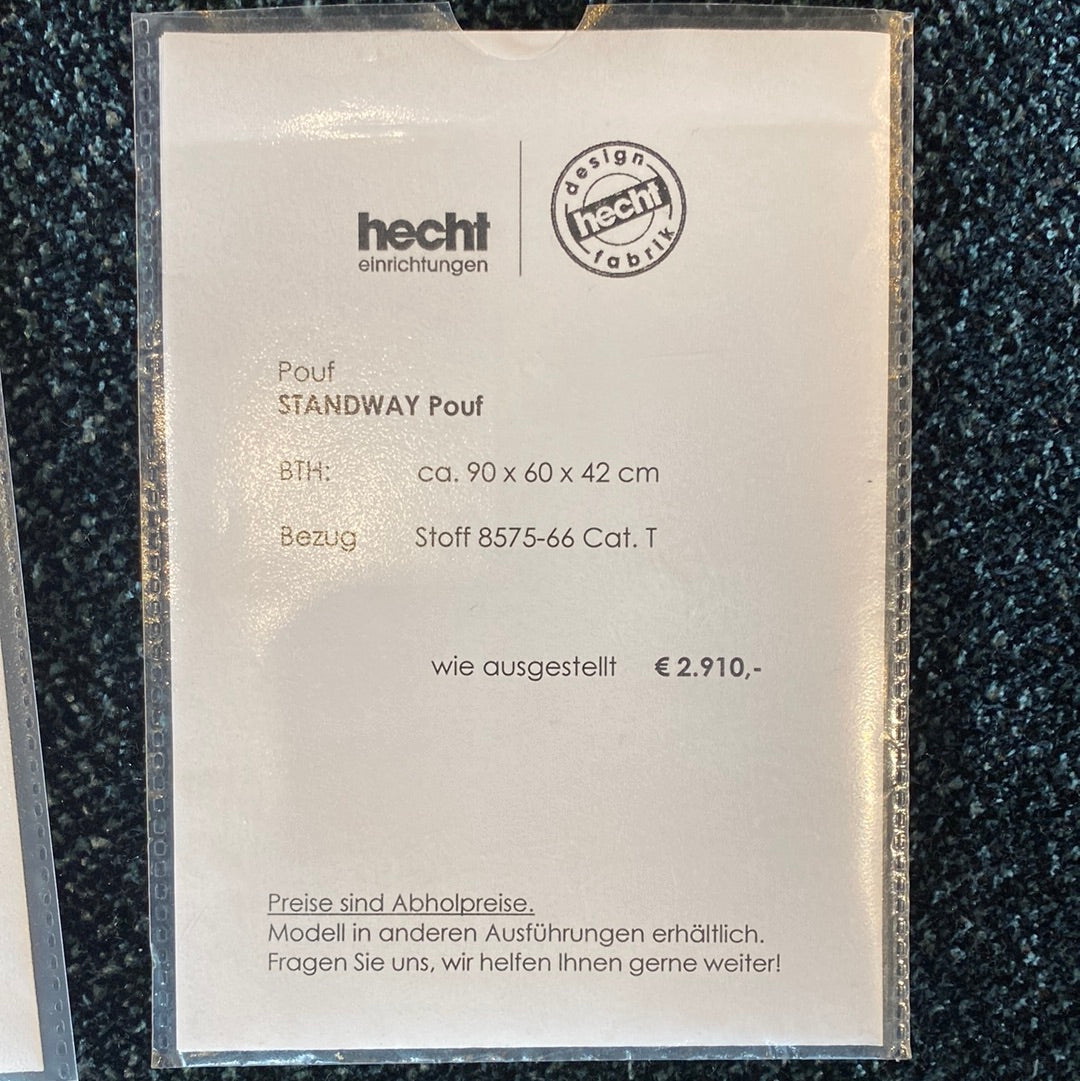 hecht
einrichtungen
design
hecht
fabrik
Pouf
STANDWAY Pouf
BTH: ca. 90 x 60 x 42 cm
Bezug Stoff 8575-66 Cat. T
wie ausgestellt € 2.910,-
Preise sind Abholpreise.
Modell in anderen Ausführungen erhältlich.
Fragen Sie uns, wir helfen Ihnen gerne weiter!